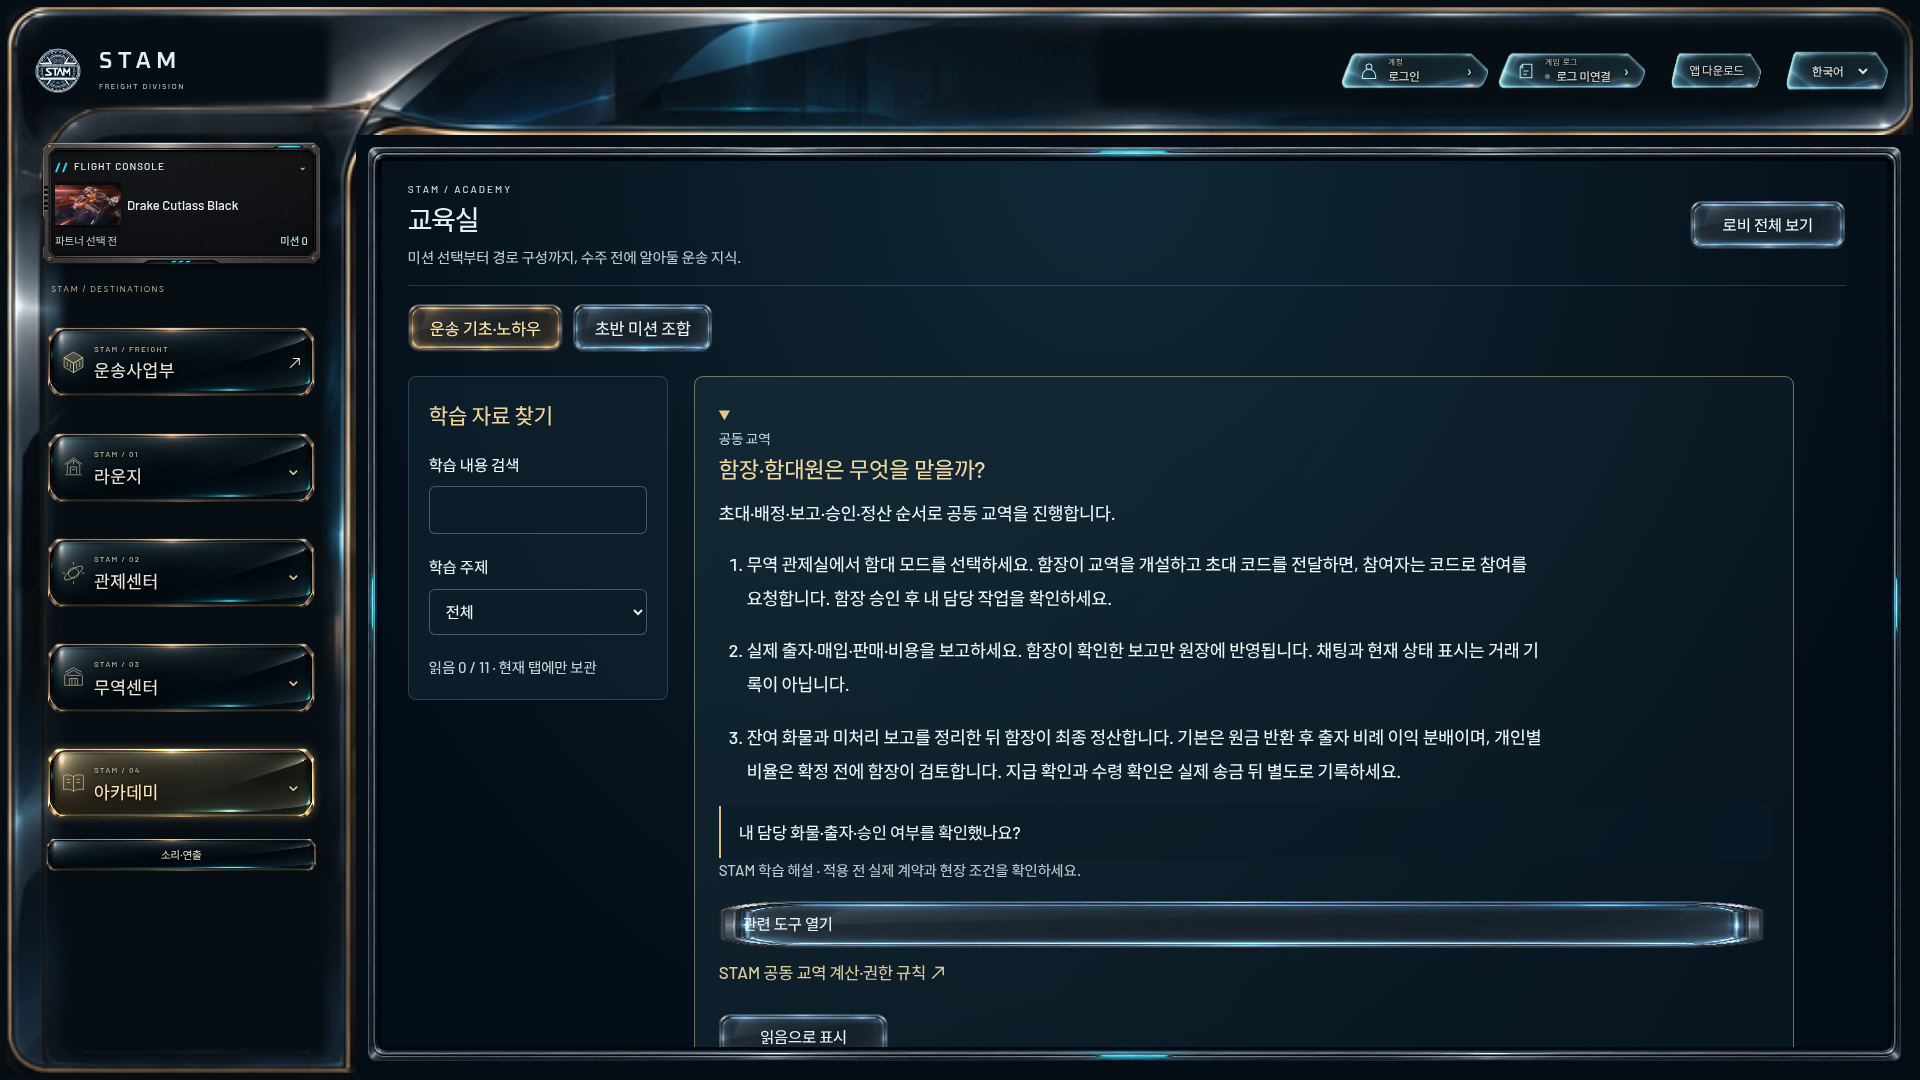 STAM
STAM
FREIGHT DIVISION
계정
로그인
게임 로그
로그 미연결
앱 다운로드
한국어
// FLIGHT CONSOLE
Drake Cutlass Black
파트너 선택 전
미션 0
STAM / DESTINATIONS
STAM / FREIGHT
운송사업부
STAM / 01
라운지
STAM / 02
관제센터
STAM / 03
무역센터
STAM / 04
아카데미
소리·연출
STAM / ACADEMY
교육실
미션 선택부터 경로 구성까지, 수주 전에 알아둘 운송 지식.
로비 전체 보기
운송 기초·노하우
초반 미션 조합
학습 자료 찾기
학습 내용 검색
학습 주제
전체
읽음 0 / 11 · 현재 탭에만 보관
공동 교역
함장·함대원은 무엇을 맡을까?
초대·배정·보고·승인·정산 순서로 공동 교역을 진행합니다.
1. 무역 관제실에서 함대 모드를 선택하세요. 함장이 교역을 개설하고 초대 코드를 전달하면, 참여자는 코드로 참여를
요청합니다. 함장 승인 후 내 담당 작업을 확인하세요.
2. 실제 출자·매입·판매·비용을 보고하세요. 함장이 확인한 보고만 원장에 반영됩니다. 채팅과 현재 상태 표시는 거래 기
록이 아닙니다.
3. 잔여 화물과 미처리 보고를 정리한 뒤 함장이 최종 정산합니다. 기본은 원금 반환 후 출자 비례 이익 분배이며, 개인별
비율은 확정 전에 함장이 검토합니다. 지급 확인과 수령 확인은 실제 송금 뒤 별도로 기록하세요.
내 담당 화물·출자·승인 여부를 확인했나요?
STAM 학습 해설 · 적용 전 실제 계약과 현장 조건을 확인하세요.
관련 도구 열기
STAM 공동 교역 계산·권한 규칙 ↗
읽음으로 표시